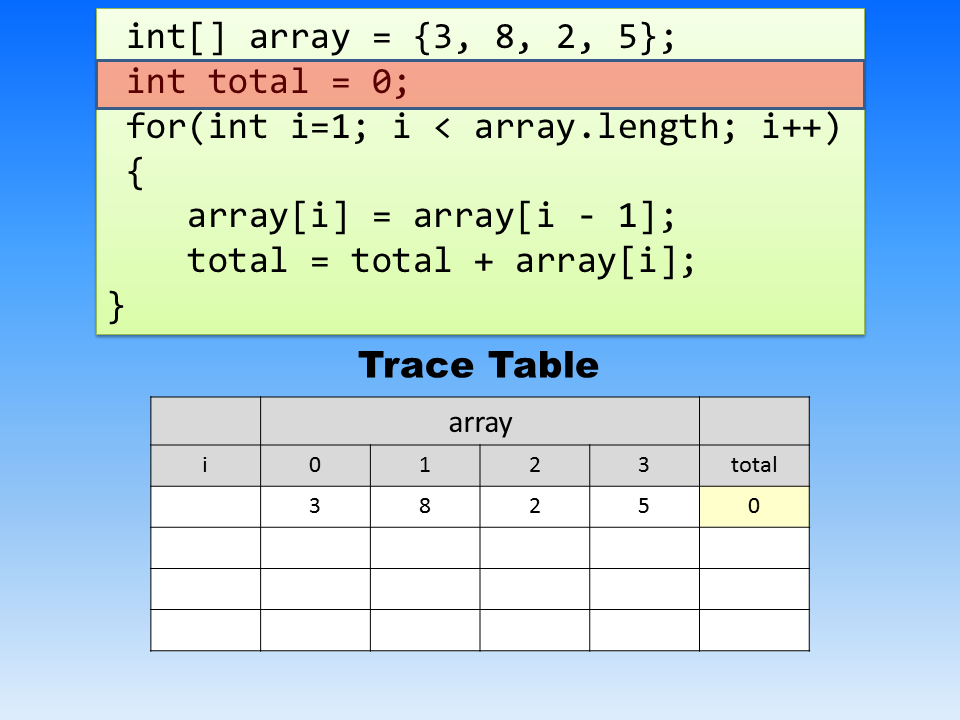 int[] array = {3, 8, 2, 5};
int total = 0;
for(int i=1; i < array.length; i++)
{
array[i] = array[i - 1];
total = total + array[i];
}
Trace Table
array
i 0 1 2 3 total
3 8 2 5 0